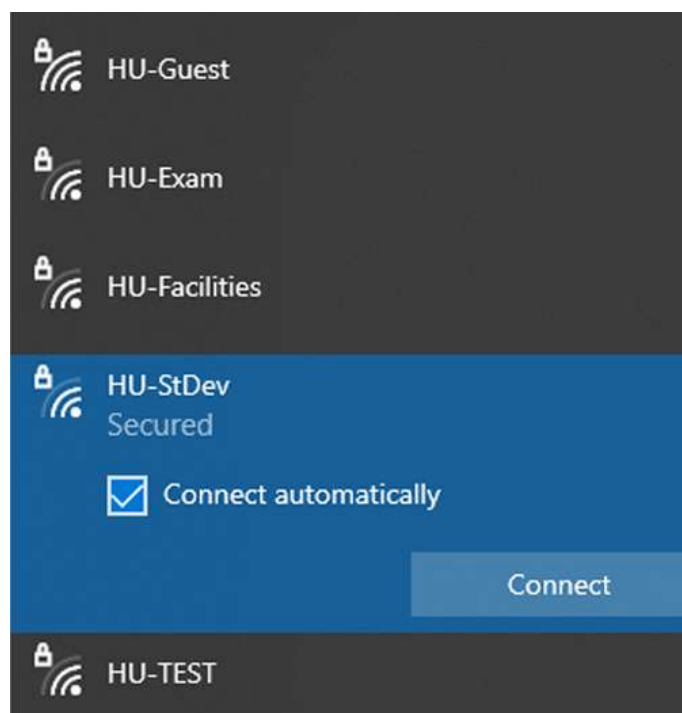 HU-Guest
HU-Exam
HU-Facilities
HU-StDev
Secured
Connect automatically
Connect
HU-TEST